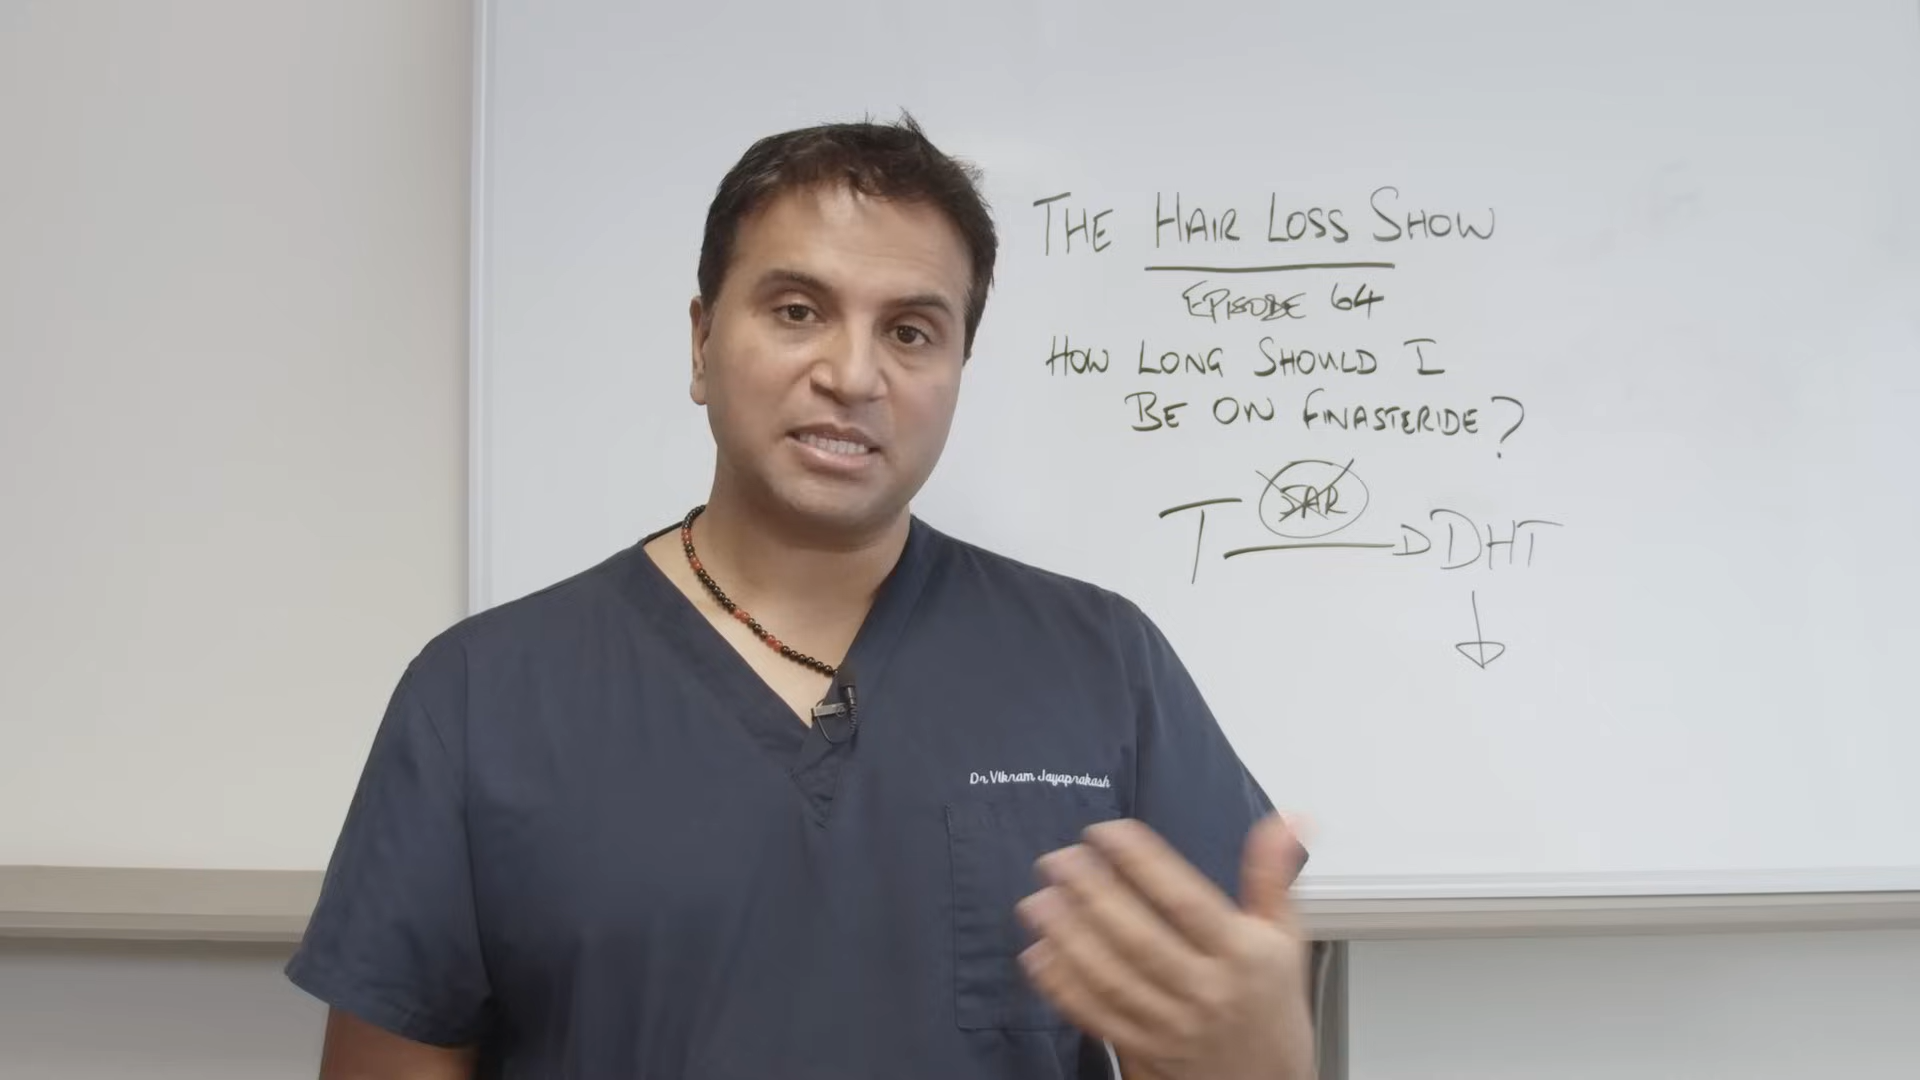 THE HAIR LOSS SHOW
EPISODE 64
HOW LONG SHOULD I
BE ON FINASTERIDE?
T 5AR DHT
Dr Vikram Jayaprakash